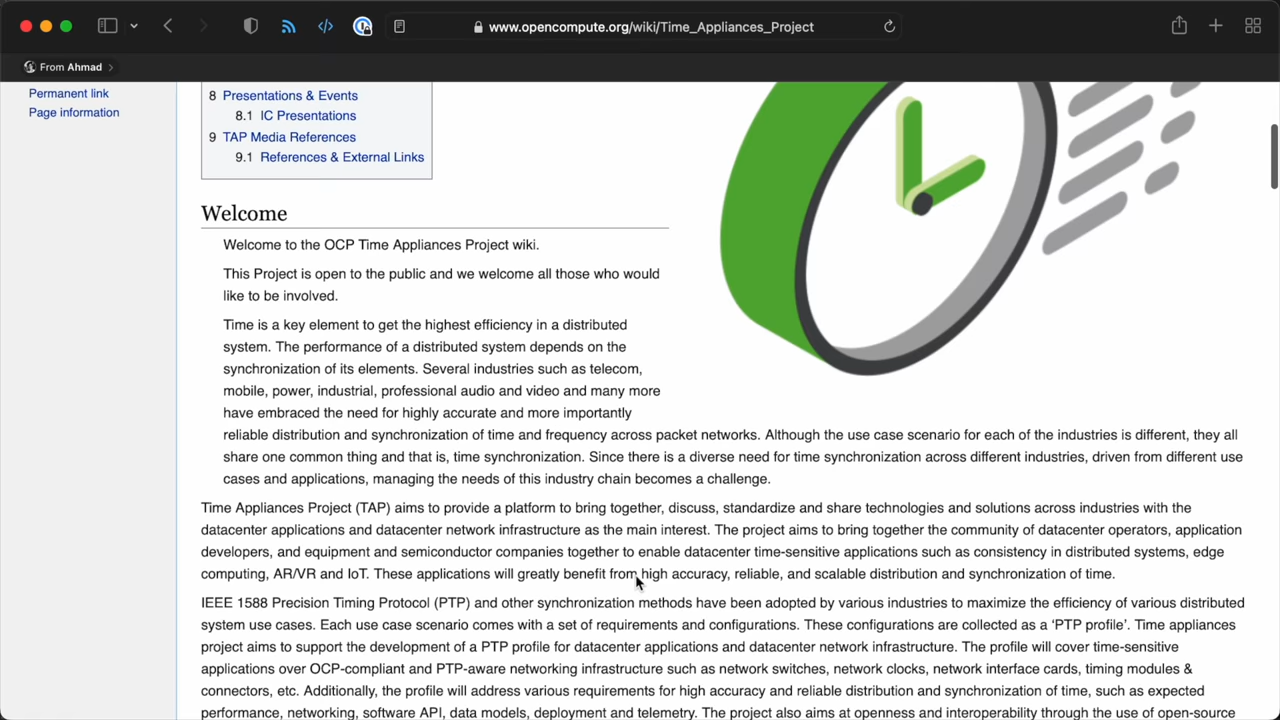 www.opencompute.org/wiki/Time_Appliances_Project
From Ahmad
Permanent link
Page information
8 Presentations & Events
8.1 IC Presentations
9 TAP Media References
9.1 References & External Links
Welcome
Welcome to the OCP Time Appliances Project wiki.
This Project is open to the public and we welcome all those who would
like to be involved.
Time is a key element to get the highest efficiency in a distributed
system. The performance of a distributed system depends on the
synchronization of its elements. Several industries such as telecom,
mobile, power, industrial, professional audio and video and many more
have embraced the need for highly accurate and more importantly
reliable distribution and synchronization of time and frequency across packet networks. Although the use case scenario for each of the industries is different, they all
share one common thing and that is, time synchronization. Since there is a diverse need for time synchronization across different industries, driven from different use
cases and applications, managing the needs of this industry chain becomes a challenge.
Time Appliances Project (TAP) aims to provide a platform to bring together, discuss, standardize and share technologies and solutions across industries with the
datacenter applications and datacenter network infrastructure as the main interest. The project aims to bring together the community of datacenter operators, application
developers, and equipment and semiconductor companies together to enable datacenter time-sensitive applications such as consistency in distributed systems, edge
computing, AR/VR and IoT. These applications will greatly benefit from high accuracy, reliable, and scalable distribution and synchronization of time.
IEEE 1588 Precision Timing Protocol (PTP) and other synchronization methods have been adopted by various industries to maximize the efficiency of various distributed
system use cases. Each use case scenario comes with a set of requirements and configurations. These configurations are collected as a ‘PTP profile’. Time appliances
project aims to support the development of a PTP profile for datacenter applications and datacenter network infrastructure. The profile will cover time-sensitive
applications over OCP-compliant and PTP-aware networking infrastructure such as network switches, network clocks, network interface cards, timing modules &
connectors, etc. Additionally, the profile will address various requirements for high accuracy and reliable distribution and synchronization of time, such as expected
performance, networking, software API, data models, deployment and telemetry. The project also aims at openness and interoperability through the use of open-source